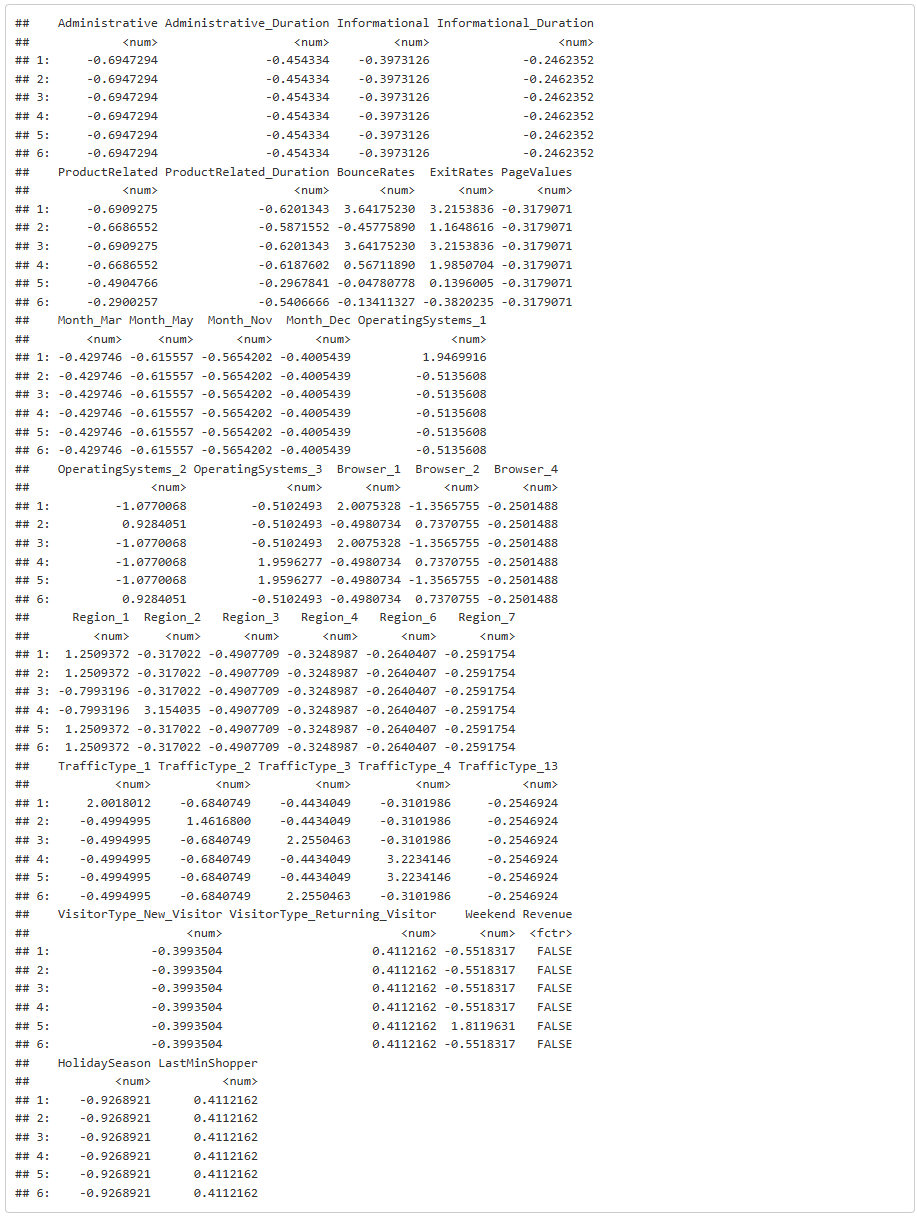 ##    Administrative Administrative_Duration Informational Informational_Duration
##             <num>                   <num>         <num>                  <num>
## 1:     -0.6947294               -0.454334    -0.3973126             -0.2462352
## 2:     -0.6947294               -0.454334    -0.3973126             -0.2462352
## 3:     -0.6947294               -0.454334    -0.3973126             -0.2462352
## 4:     -0.6947294               -0.454334    -0.3973126             -0.2462352
## 5:     -0.6947294               -0.454334    -0.3973126             -0.2462352
## 6:     -0.6947294               -0.454334    -0.3973126             -0.2462352
##    ProductRelated ProductRelated_Duration BounceRates  ExitRates PageValues
##             <num>                   <num>       <num>      <num>      <num>
## 1:     -0.6909275              -0.6201343  3.64175230  3.2153836 -0.3179071
## 2:     -0.6686552              -0.5871552 -0.45775890  1.1648616 -0.3179071
## 3:     -0.6909275              -0.6201343  3.64175230  3.2153836 -0.3179071
## 4:     -0.6686552              -0.6187602  0.56711890  1.9850704 -0.3179071
## 5:     -0.4904766              -0.2967841 -0.04780778  0.1396005 -0.3179071
## 6:     -0.2900257              -0.5406666 -0.13411327 -0.3820235 -0.3179071
##    Month_Mar Month_May  Month_Nov  Month_Dec OperatingSystems_1
##        <num>     <num>      <num>      <num>              <num>
## 1: -0.429746 -0.615557 -0.5654202 -0.4005439          1.9469916
## 2: -0.429746 -0.615557 -0.5654202 -0.4005439         -0.5135608
## 3: -0.429746 -0.615557 -0.5654202 -0.4005439         -0.5135608
## 4: -0.429746 -0.615557 -0.5654202 -0.4005439         -0.5135608
## 5: -0.429746 -0.615557 -0.5654202 -0.4005439         -0.5135608
## 6: -0.429746 -0.615557 -0.5654202 -0.4005439         -0.5135608
##    OperatingSystems_2 OperatingSystems_3  Browser_1  Browser_2  Browser_4
##                 <num>              <num>      <num>      <num>      <num>
## 1:         -1.0770068         -0.5102493  2.0075328 -1.3565755 -0.2501488
## 2:          0.9284051         -0.5102493 -0.4980734  0.7370755 -0.2501488
## 3:         -1.0770068         -0.5102493  2.0075328 -1.3565755 -0.2501488
## 4:         -1.0770068          1.9596277 -0.4980734  0.7370755 -0.2501488
## 5:         -1.0770068          1.9596277 -0.4980734 -1.3565755 -0.2501488
## 6:          0.9284051         -0.5102493 -0.4980734  0.7370755 -0.2501488
##      Region_1  Region_2   Region_3   Region_4   Region_6   Region_7
##         <num>     <num>      <num>      <num>      <num>      <num>
## 1:  1.2509372 -0.317022 -0.4907709 -0.3248987 -0.2640407 -0.2591754
## 2:  1.2509372 -0.317022 -0.4907709 -0.3248987 -0.2640407 -0.2591754
## 3: -0.7993196 -0.317022 -0.4907709 -0.3248987 -0.2640407 -0.2591754
## 4: -0.7993196  3.154035 -0.4907709 -0.3248987 -0.2640407 -0.2591754
## 5:  1.2509372 -0.317022 -0.4907709 -0.3248987 -0.2640407 -0.2591754
## 6:  1.2509372 -0.317022 -0.4907709 -0.3248987 -0.2640407 -0.2591754
##    TrafficType_1 TrafficType_2 TrafficType_3 TrafficType_4 TrafficType_13
##            <num>         <num>         <num>         <num>          <num>
## 1:     2.0018012    -0.6840749    -0.4434049    -0.3101986     -0.2546924
## 2:    -0.4994995     1.4616800    -0.4434049    -0.3101986     -0.2546924
## 3:    -0.4994995    -0.6840749     2.2550463    -0.3101986     -0.2546924
## 4:    -0.4994995    -0.6840749    -0.4434049     3.2234146     -0.2546924
## 5:    -0.4994995    -0.6840749    -0.4434049     3.2234146     -0.2546924
## 6:    -0.4994995    -0.6840749     2.2550463    -0.3101986     -0.2546924
##    VisitorType_New_Visitor VisitorType_Returning_Visitor    Weekend Revenue
##                      <num>                         <num>      <num>  <fctr>
## 1:              -0.3993504                     0.4112162 -0.5518317   FALSE
## 2:              -0.3993504                     0.4112162 -0.5518317   FALSE
## 3:              -0.3993504                     0.4112162 -0.5518317   FALSE
## 4:              -0.3993504                     0.4112162 -0.5518317   FALSE
## 5:              -0.3993504                     0.4112162  1.8119631   FALSE
## 6:              -0.3993504                     0.4112162 -0.5518317   FALSE
##    HolidaySeason LastMinShopper
##            <num>          <num>
## 1:    -0.9268921      0.4112162
## 2:    -0.9268921      0.4112162
## 3:    -0.9268921      0.4112162
## 4:    -0.9268921      0.4112162
## 5:    -0.9268921      0.4112162
## 6:    -0.9268921      0.4112162